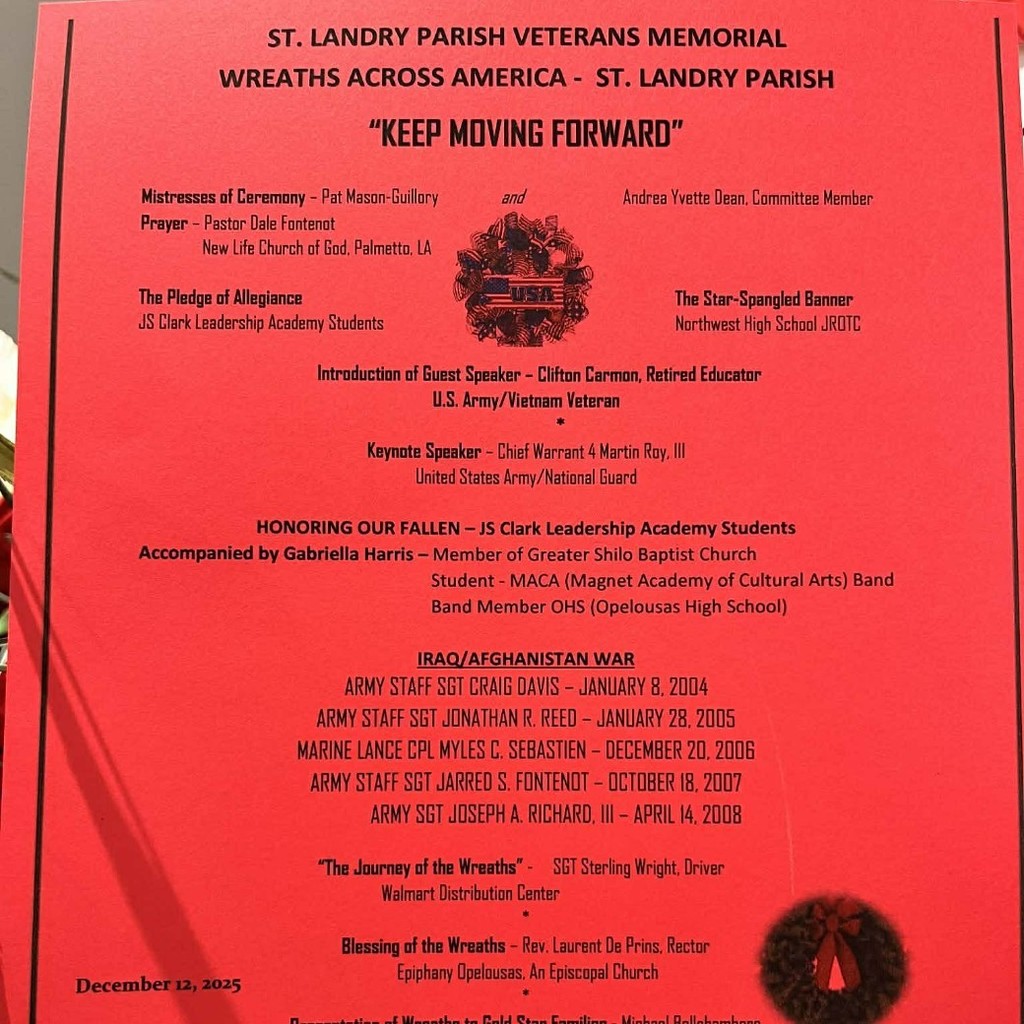 ST. LANDRY PARISH VETERANS MEMORIAL
WREATHS ACROSS AMERICA - ST. LANDRY PARISH
“KEEP MOVING FORWARD”
Mistresses of Ceremony – Pat Mason-Guillory and Andrea Yvette Dean, Committee Member
Prayer – Pastor Dale Fontenot
New Life Church of God, Palmetto, LA
USA
The Pledge of Allegiance The Star-Spangled Banner
JS Clark Leadership Academy Students Northwest High School JROTC
Introduction of Guest Speaker – Clifton Carmon, Retired Educator
U.S. Army/Vietnam Veteran
*
Keynote Speaker – Chief Warrant 4 Martin Roy, III
United States Army/National Guard
HONORING OUR FALLEN – JS Clark Leadership Academy Students
Accompanied by Gabriella Harris – Member of Greater Shilo Baptist Church
Student - MACA (Magnet Academy of Cultural Arts) Band
Band Member OHS (Opelousas High School)
IRAQ/AFGHANISTAN WAR
ARMY STAFF SGT CRAIG DAVIS – JANUARY 8, 2004
ARMY STAFF SGT JONATHAN R. REED – JANUARY 28, 2005
MARINE LANCE CPL MYLES C. SEBASTIEN – DECEMBER 20, 2006
ARMY STAFF SGT JARRED S. FONTENOT – OCTOBER 18, 2007
ARMY SGT JOSEPH A. RICHARD, III – APRIL 14, 2008
“The Journey of the Wreaths” - SGT Sterling Wright, Driver
Walmart Distribution Center
*
Blessing of the Wreaths – Rev. Laurent De Prins, Rector
Epiphany Opelousas, An Episcopal Church
*
December 12, 2025
Presentation of Wreaths to Gold Star Families - Michael